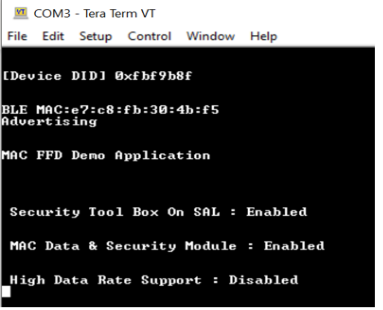 COM3 - Tera Term VT
File Edit Setup Control Window Help
[Device DID] 0xfbf9b8f
BLE MAC:e7:c8:fb:30:4b:f5
Advertising
MAC FFD Demo Application
Security Tool Box On SAL : Enabled
MAC Data & Security Module : Enabled
High Data Rate Support : Disabled